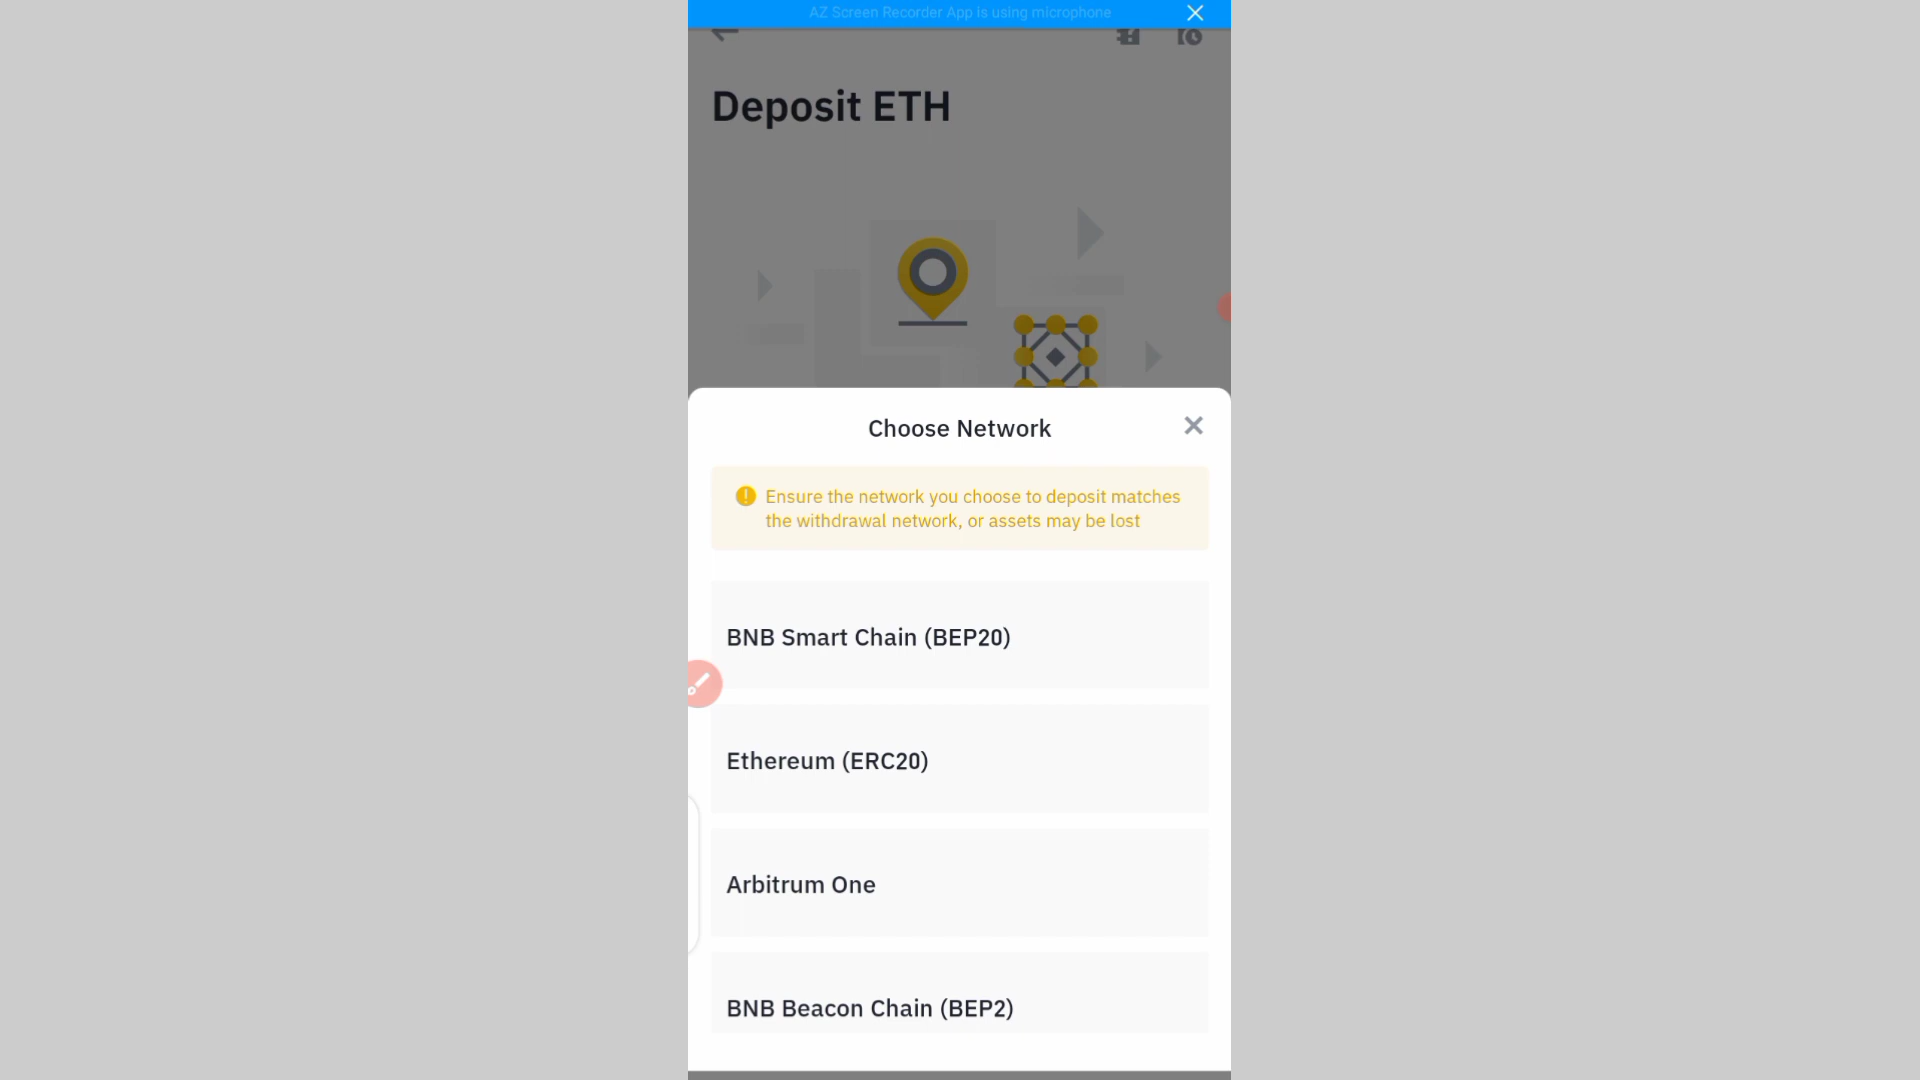 AZ Screen Recorder App is using microphone
Deposit ETH
Choose Network
Ensure the network you choose to deposit matches
the withdrawal network, or assets may be lost
BNB Smart Chain (BEP20)
Ethereum (ERC20)
Arbitrum One
BNB Beacon Chain (BEP2)